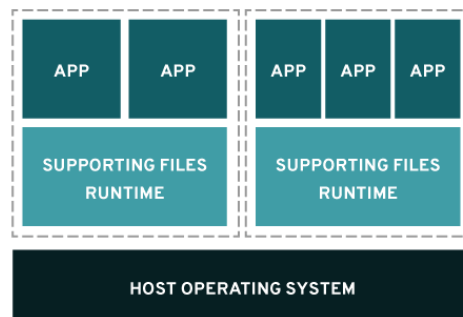 APP
APP
APP
APP
APP
SUPPORTING FILES
RUNTIME
SUPPORTING FILES
RUNTIME
HOST OPERATING SYSTEM